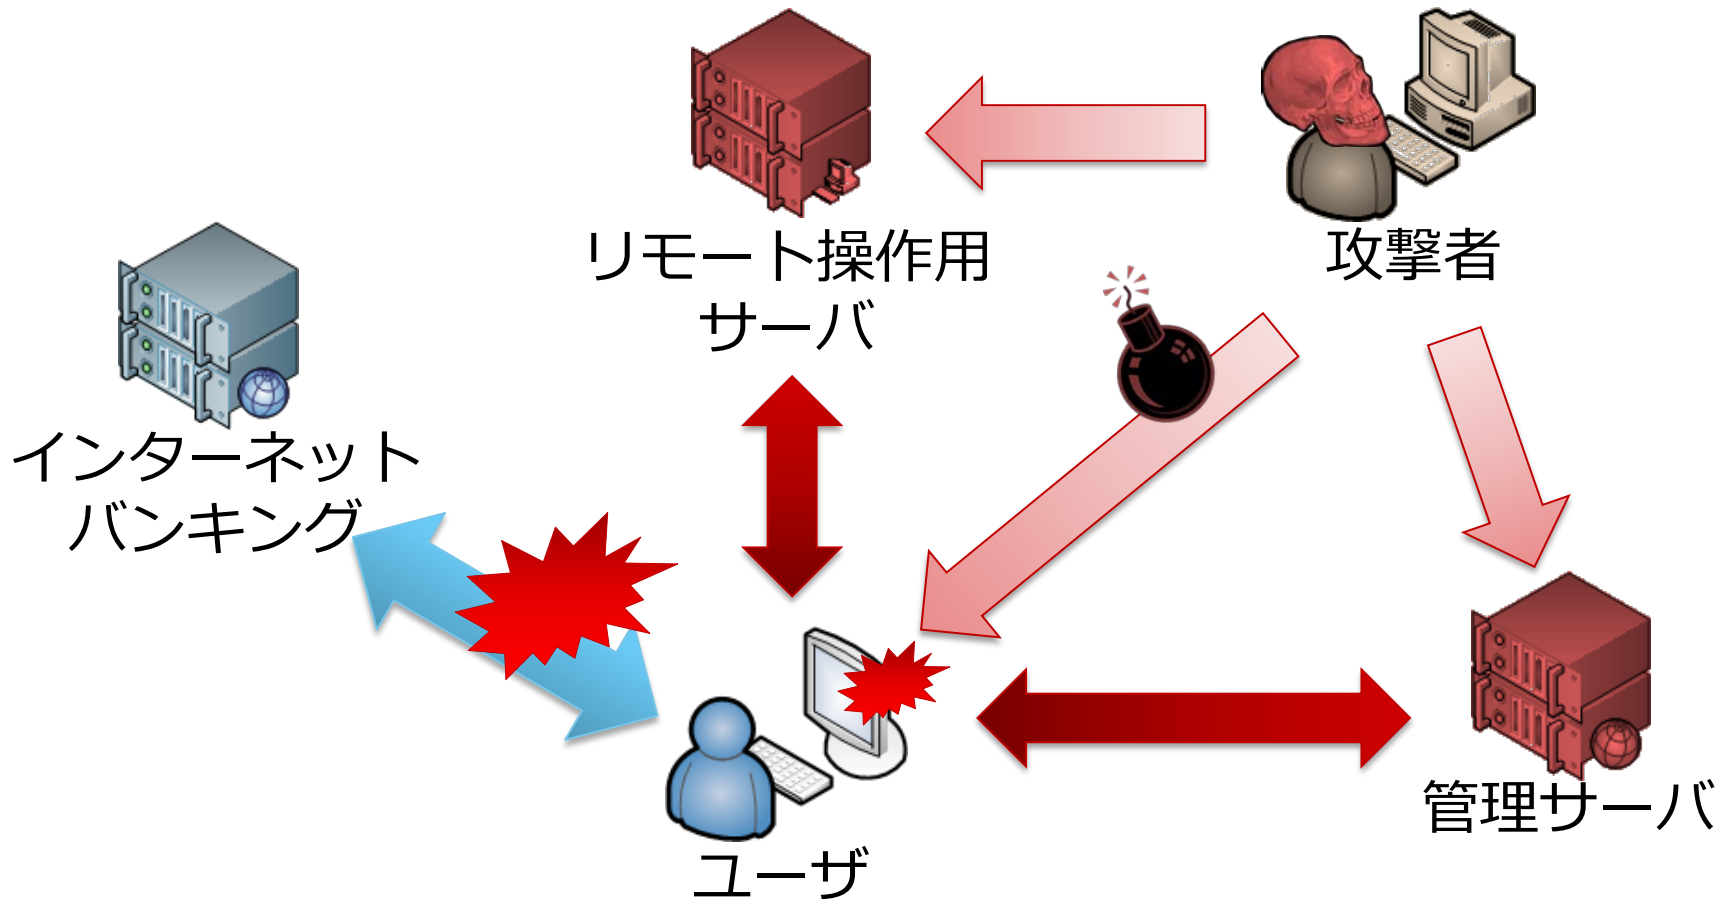 リモート操作用
サーバ
攻撃者
インターネット
バンキング
管理サーバ
ユーザ